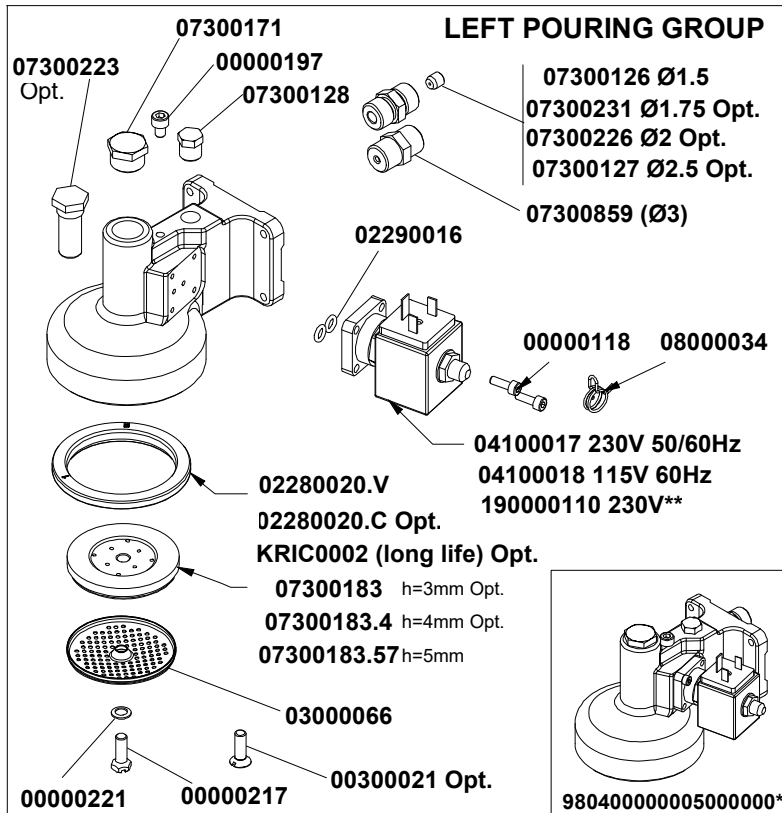 LEFT POURING GROUP
07300171
00000197
07300223
Opt.
07300128
07300126 Ø1.5
07300231 Ø1.75 Opt.
07300226 Ø2 Opt.
07300127 Ø2.5 Opt.
07300859 (Ø3)
02290016
00000118
08000034
04100017 230V 50/60Hz
04100018 115V 60Hz
190000110 230V**
02280020.V
02280020.C Opt.
KRIC0002 (long life) Opt.
07300183 h=3mm Opt.
07300183.4 h=4mm Opt.
07300183.57 h=5mm
03000066
00000221
00000217
00300021 Opt.
980400000005000000*